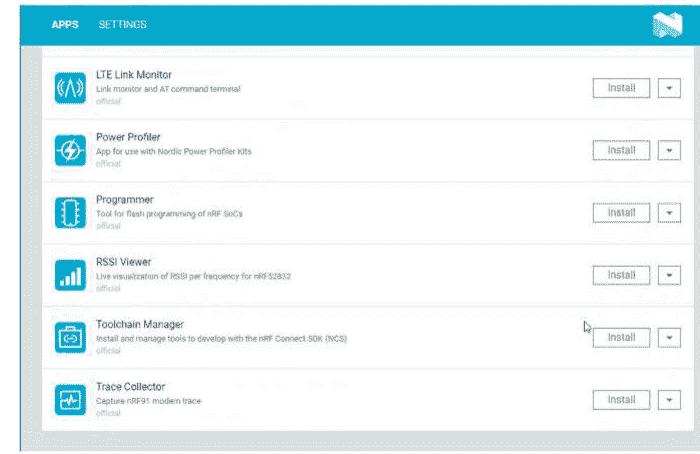 APPS SETTINGS
LTE Link Monitor
Link monitor and AT command terminal
official
Install
Power Profiler
App for use with Nordic Power Profiler Kits
official
Install
Programmer
Tool for flash programming of nRF SoCs
official
Install
RSSI Viewer
Live visualization of RSSI per frequency for nRF52832
official
Install
Toolchain Manager
Install and manage tools to develop with the nRF Connect SDK (NCS)
official
Install
Trace Collector
Capture nRF91 modem trace
official
Install